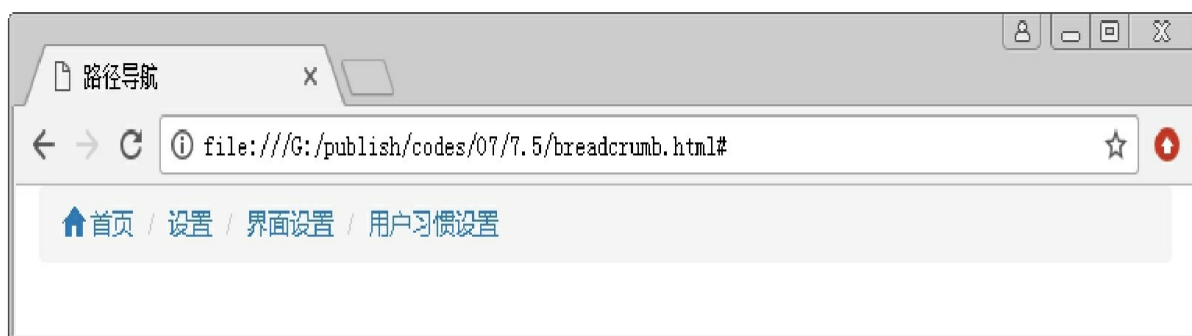 路径导航
file:///G:/publish/codes/07/7.5/breadcrumb.html#
首页 / 设置 / 界面设置 / 用户习惯设置